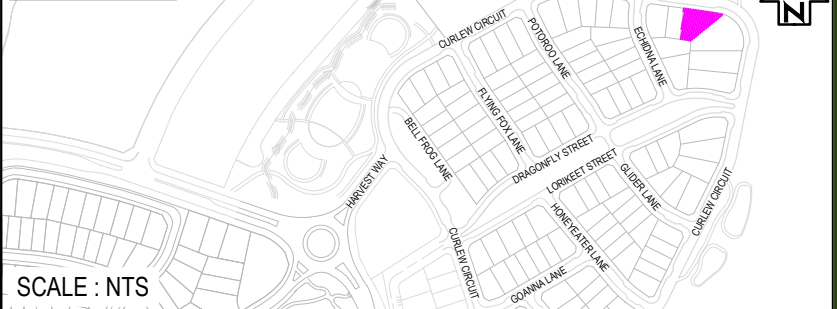 N
CURLEW CIRCUIT
POTOROO LANE
ECHIDNA LANE
FLYING FOX LANE
BELL FROG LANE
DRAGONFLY STREET
LORIKEET STREET
HARVEST WAY
GLIDER LANE
CURLEW CIRCUIT
HONEYEATER LANE
CURLEW CIRCUIT
GOANNA LANE
SCALE : NTS